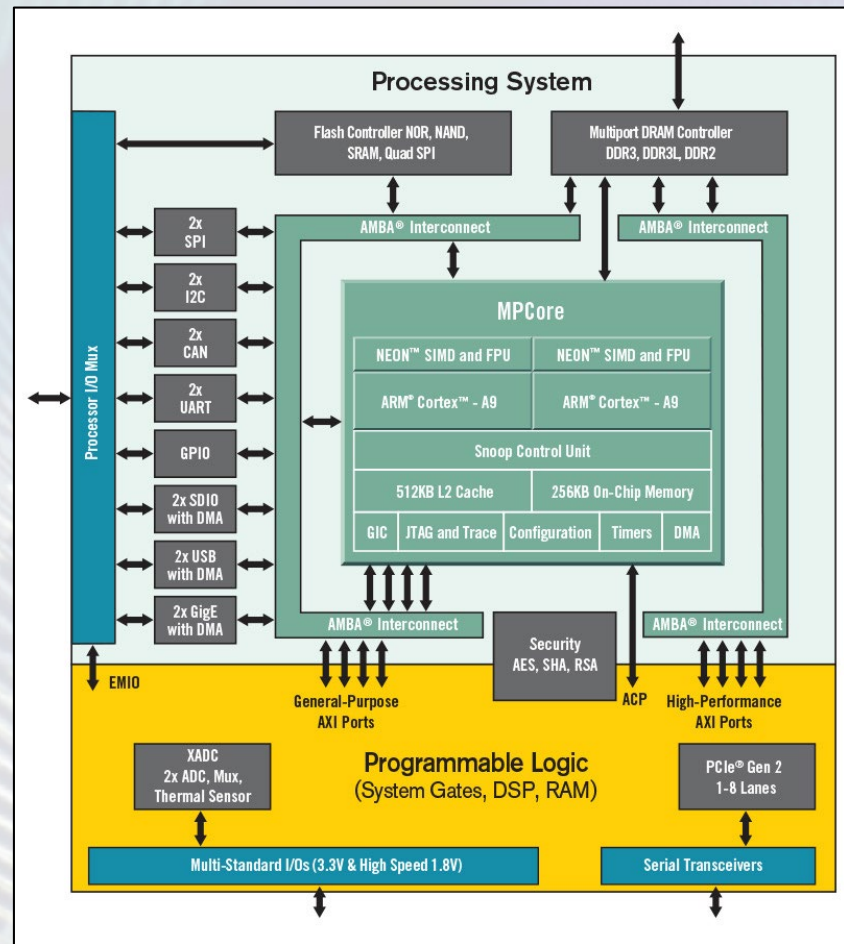 Processing System
Flash Controller NOR, NAND,
SRAM, Quad SPI
Multiport DRAM Controller
DDR3, DDR3L, DDR2
AMBA® Interconnect
AMBA® Interconnect
Processor I/O Mux
2x
SPI
2x
I2C
2x
CAN
2x
UART
GPIO
2x SDIO
with DMA
2x USB
with DMA
2x GigE
with DMA
MPCore
NEON™ SIMD and FPU
NEON™ SIMD and FPU
ARM® Cortex™ - A9
ARM® Cortex™ - A9
Snoop Control Unit
512KB L2 Cache
256KB On-Chip Memory
GIC
JTAG and Trace
Configuration
Timers
DMA
AMBA® Interconnect
Security
AES, SHA, RSA
AMBA® Interconnect
EMIO
General-Purpose
AXI Ports
ACP
High-Performance
AXI Ports
XADC
2x ADC, Mux,
Thermal Sensor
Programmable Logic
(System Gates, DSP, RAM)
PCIe® Gen 2
1-8 Lanes
Multi-Standard I/Os (3.3V & High Speed 1.8V)
Serial Transceivers